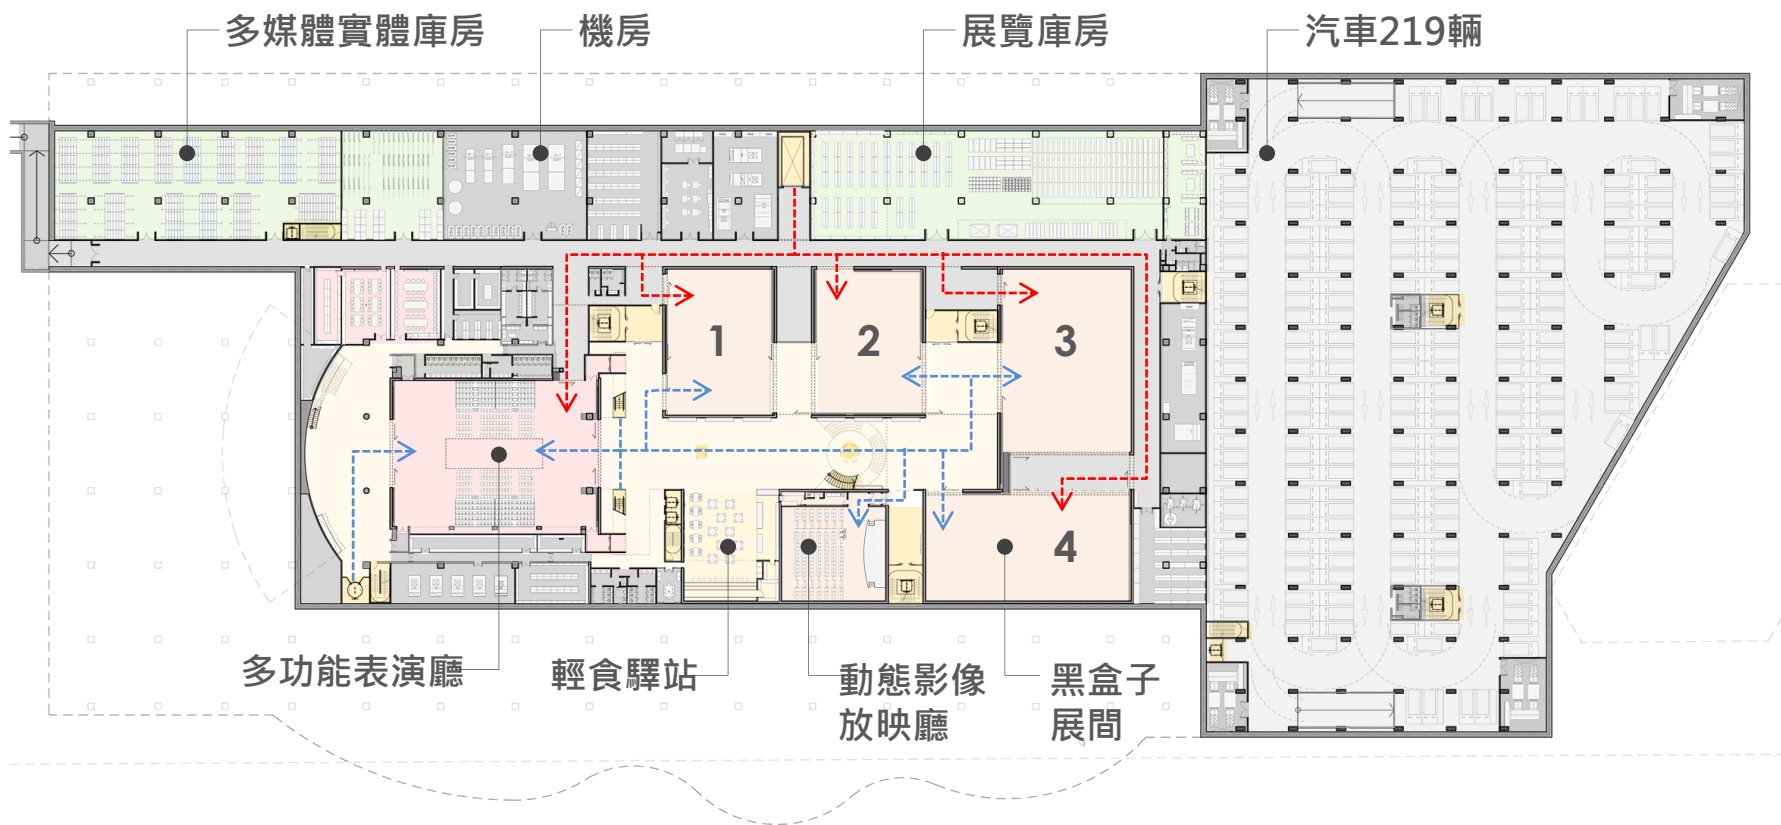 多媒體實體庫房
機房
展覽庫房
汽車219輛
1
2
3
4
多功能表演廳
輕食驛站
動態影像
放映廳
黑盒子
展間